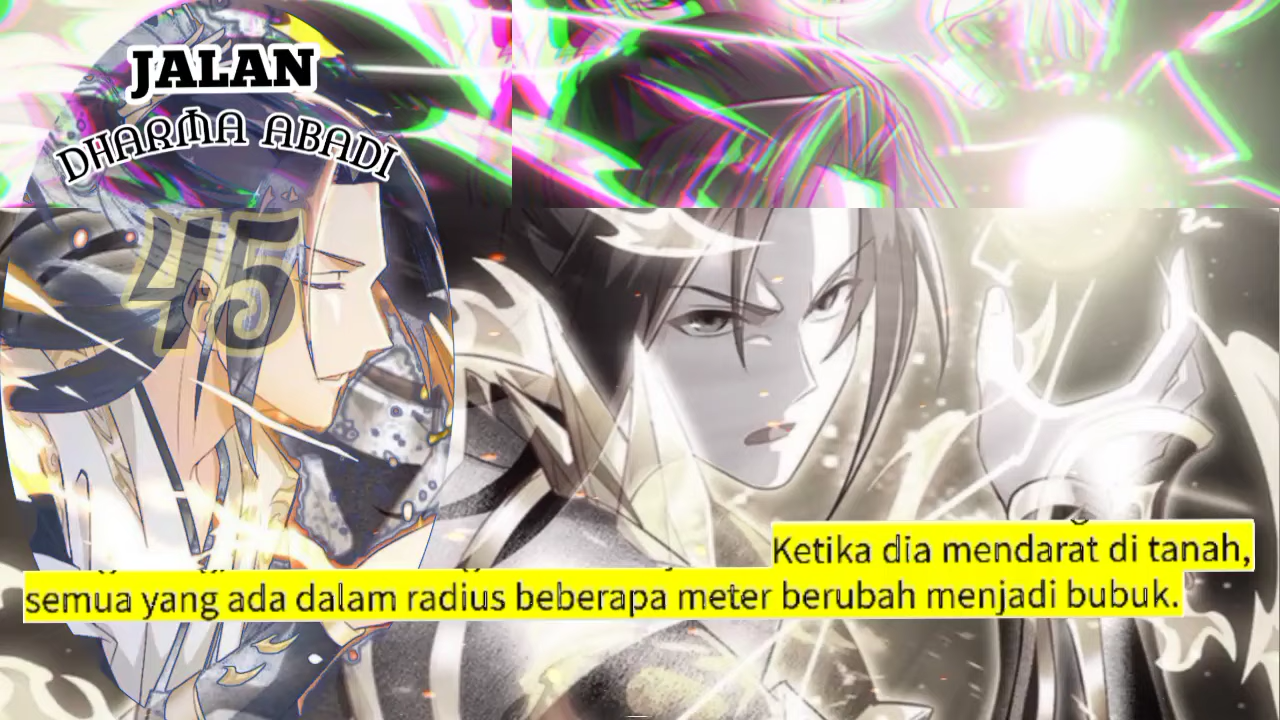 JALAN
DHARMA ABADI
45
Ketika dia mendarat di tanah,
semua yang ada dalam radius beberapa meter berubah menjadi bubuk.